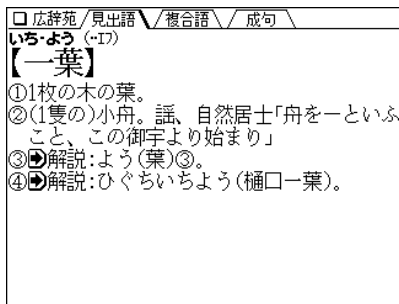 広辞苑 見出語 複合語 成句
いち‐よう (‥エフ)
【一葉】
①1枚の木の葉。
②(1隻の)小舟。謡、自然居士「舟を一といふ
こと、この御宇より始まり」
③➡解説:よう(葉)③。
④➡解説:ひぐちいちよう(樋口一葉)。